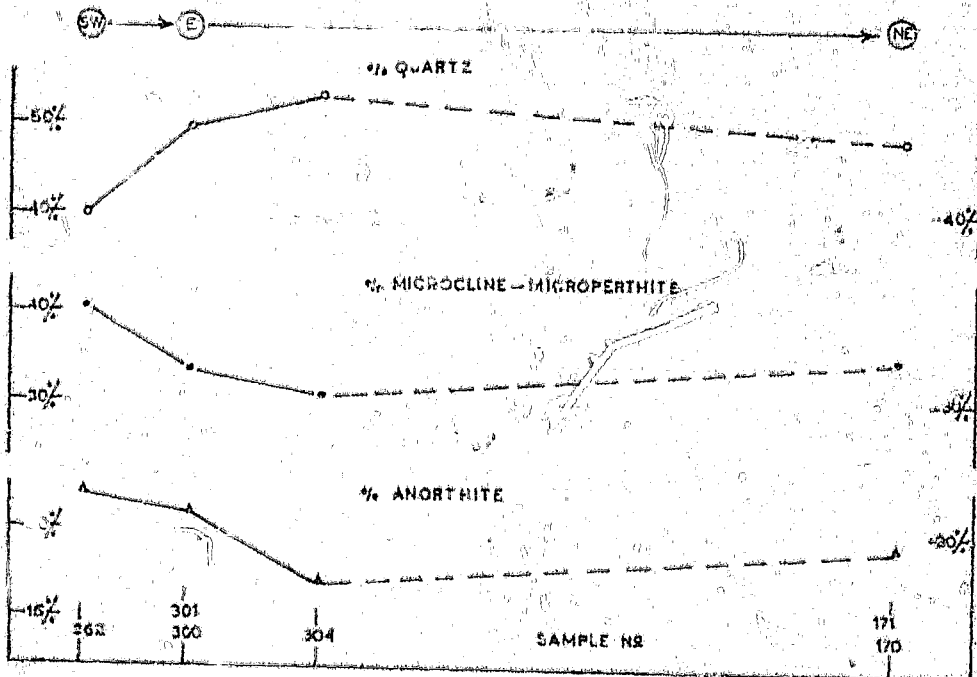 SW E NE
% QUARTZ
50%
40%
40%
% MICROCLINE-MICROPERTHITE
40%
30%
30%
% ANORTHITE
20%
15%
301 171
262 300 304 SAMPLE Nº 170